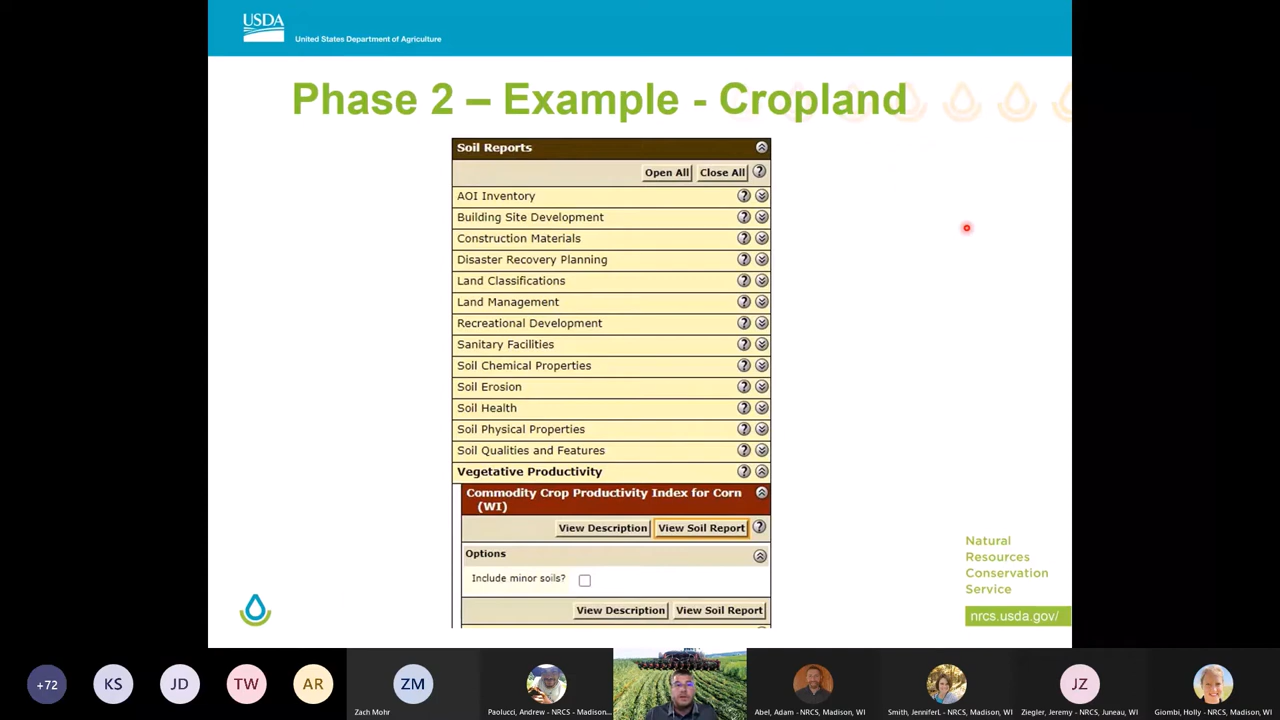 USDA
United States Department of Agriculture
Phase 2 – Example - Cropland
Soil Reports
Open All Close All ?
AOI Inventory ?
Building Site Development ?
Construction Materials ?
Disaster Recovery Planning ?
Land Classifications ?
Land Management ?
Recreational Development ?
Sanitary Facilities ?
Soil Chemical Properties ?
Soil Erosion ?
Soil Health ?
Soil Physical Properties ?
Soil Qualities and Features ?
Vegetative Productivity ?
Commodity Crop Productivity Index for Corn
(WI)
View Description View Soil Report ?
Options
Include minor soils?
View Description View Soil Report
Natural
Resources
Conservation
Service
nrcs.usda.gov/
+72 KS JD TW AR ZM JZ
Zach Mohr
Paolucci, Andrew - NRCS - Madison...
Abel, Adam - NRCS, Madison, WI
Smith, JenniferL - NRCS, Madison, WI
Ziegler, Jeremy - NRCS, Juneau, WI
Giombi, Holly - NRCS, Madison, WI